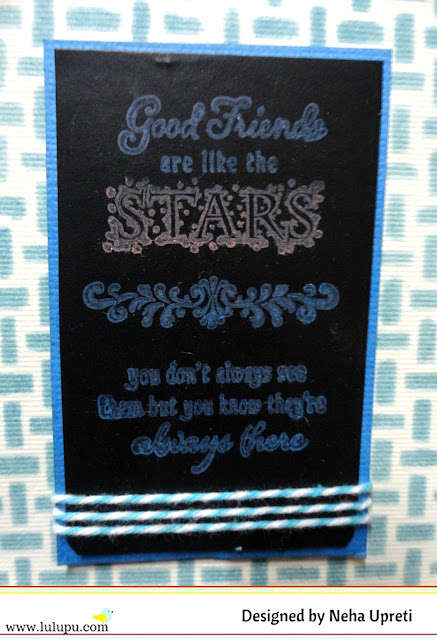 Good Friends
are like the
STARS
you don't always see
them but you know they're
always there
www.lulupu.com
Designed by Neha Upreti